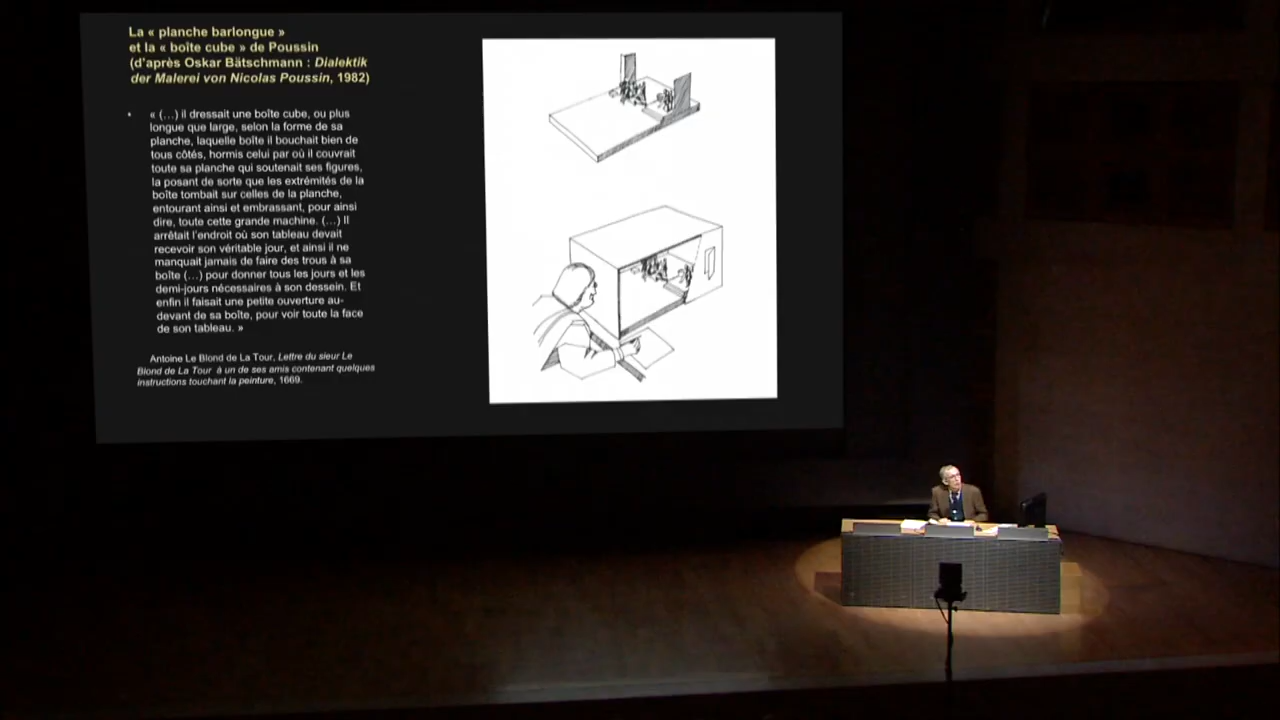 La « planche barlongue »
et la « boîte cube » de Poussin
(d'après Oskar Bätschmann : Dialektik
der Malerei von Nicolas Poussin, 1982)
• « (…) il dressait une boîte cube, ou plus
longue que large, selon la forme de sa
planche, laquelle boîte il bouchait bien de
tous côtés, hormis celui par où il couvrait
toute sa planche qui soutenait ses figures,
la posant de sorte que les extrémités de la
boîte tombait sur celles de la planche,
entourant ainsi et embrassant, pour ainsi
dire, toute cette grande machine. (…) Il
arrêtait l'endroit où son tableau devait
recevoir son véritable jour, et ainsi il ne
manquait jamais de faire des trous à sa
boîte (…) pour donner tous les jours et les
demi-jours nécessaires à son dessein. Et
enfin il faisait une petite ouverture au-
devant de sa boîte, pour voir toute la face
de son tableau. »
Antoine Le Blond de La Tour, Lettre du sieur Le
Blond de La Tour à un de ses amis contenant quelques
instructions touchant la peinture, 1669.